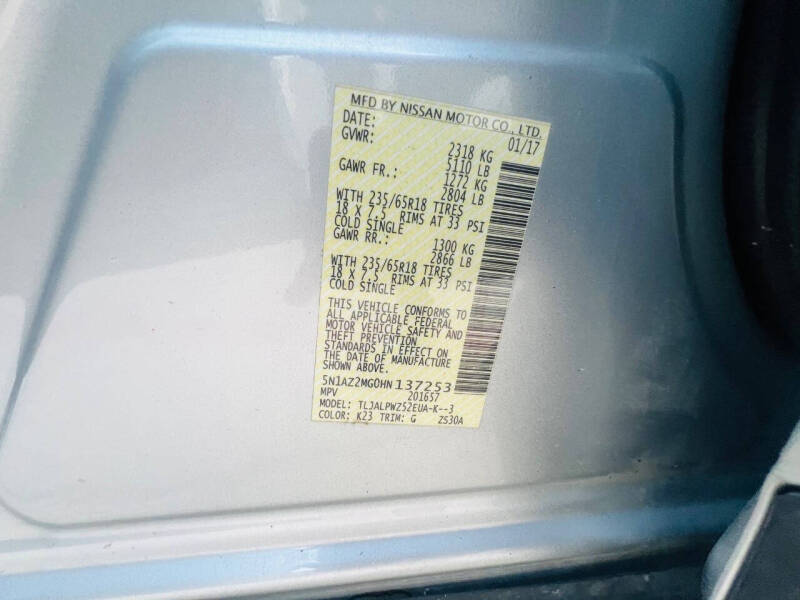 MFD BY NISSAN MOTOR CO., LTD.
DATE: 01/17
GVWR: 2318 KG
5110 LB
GAWR FR.: 1272 KG
2804 LB
WITH 235/65R18 TIRES
18 X 7.5 RIMS AT 33 PSI
COLD SINGLE
GAWR RR.: 1300 KG
2866 LB
WITH 235/65R18 TIRES
18 X 7.5 RIMS AT 33 PSI
COLD SINGLE
THIS VEHICLE CONFORMS TO
ALL APPLICABLE FEDERAL
MOTOR VEHICLE SAFETY AND
THEFT PREVENTION
STANDARDS IN EFFECT ON
THE DATE OF MANUFACTURE
SHOWN ABOVE.
5N1AZ2MG0HN137253
MPV 201657
MODEL: TLJALPWZ52EUA-K--3
COLOR: K23 TRIM: G ZS30A